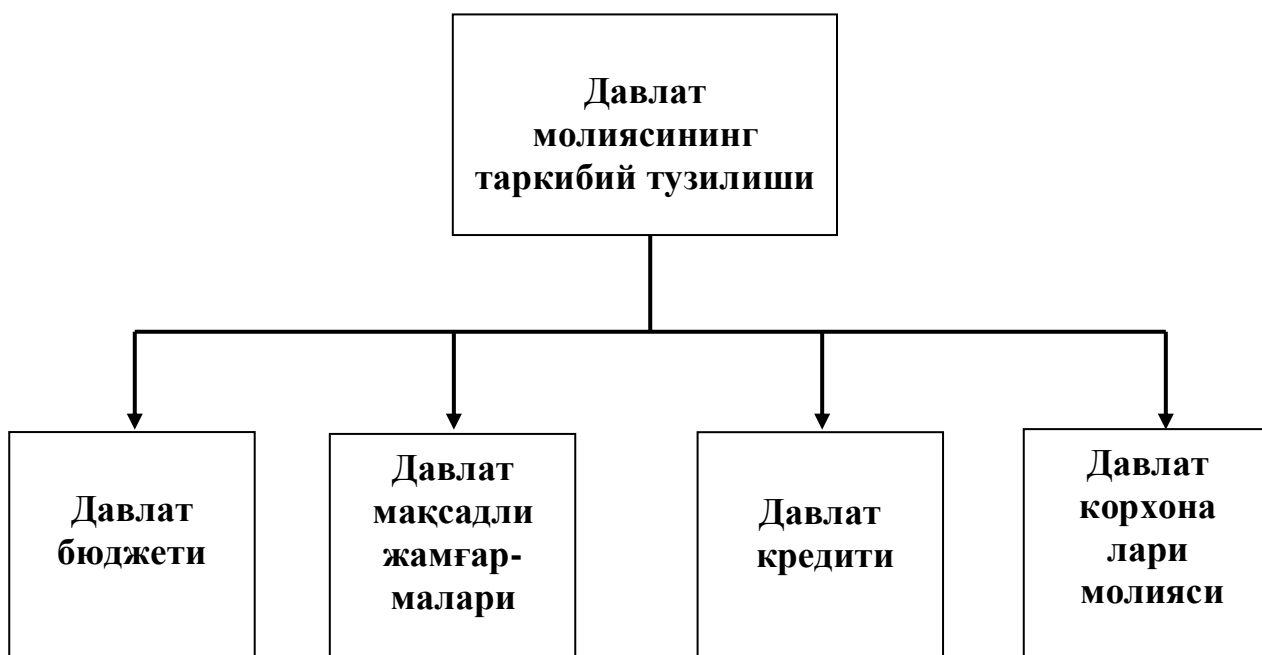 Давлат
молиясининг
таркибий тузилиши
Давлат
бюджети
Давлат
мақсадли
жамғар-
малари
Давлат
кредити
Давлат
корхона
лари
молияси